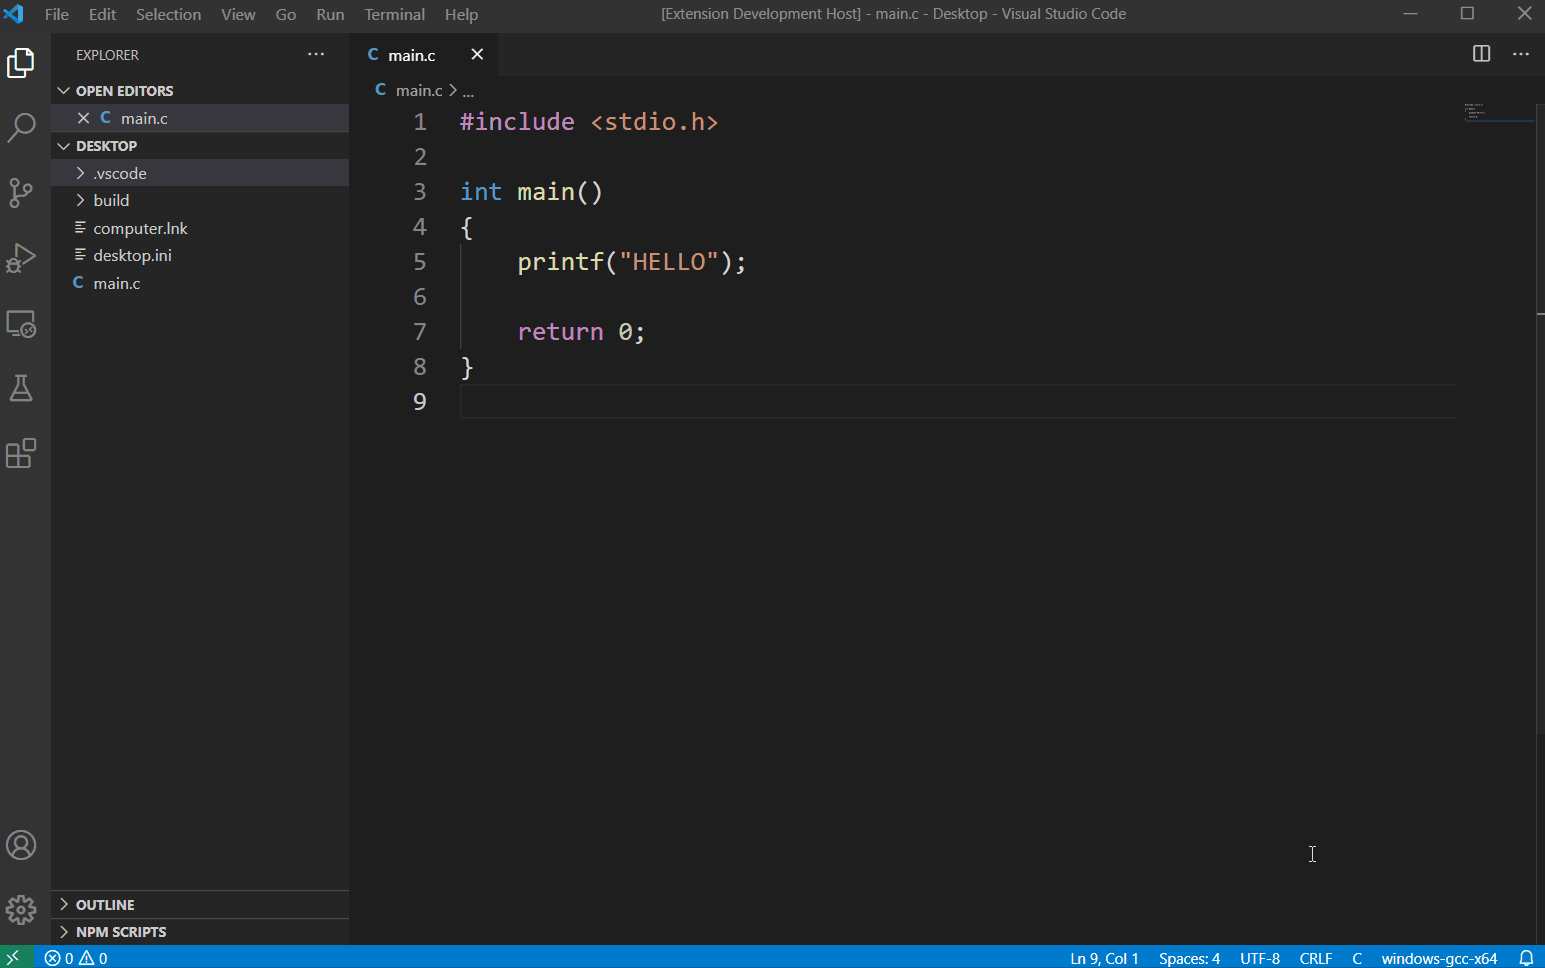 File Edit Selection View Go Run Terminal Help [Extension Development Host] - main.c - Desktop - Visual Studio Code
EXPLORER
OPEN EDITORS
C main.c
DESKTOP
.vscode
build
computer.lnk
desktop.ini
C main.c
OUTLINE
NPM SCRIPTS
C main.c
C main.c > ...
1 #include <stdio.h>
2
3 int main()
4 {
5     printf("HELLO");
6
7     return 0;
8 }
9
0 0 Ln 9, Col 1 Spaces: 4 UTF-8 CRLF C windows-gcc-x64